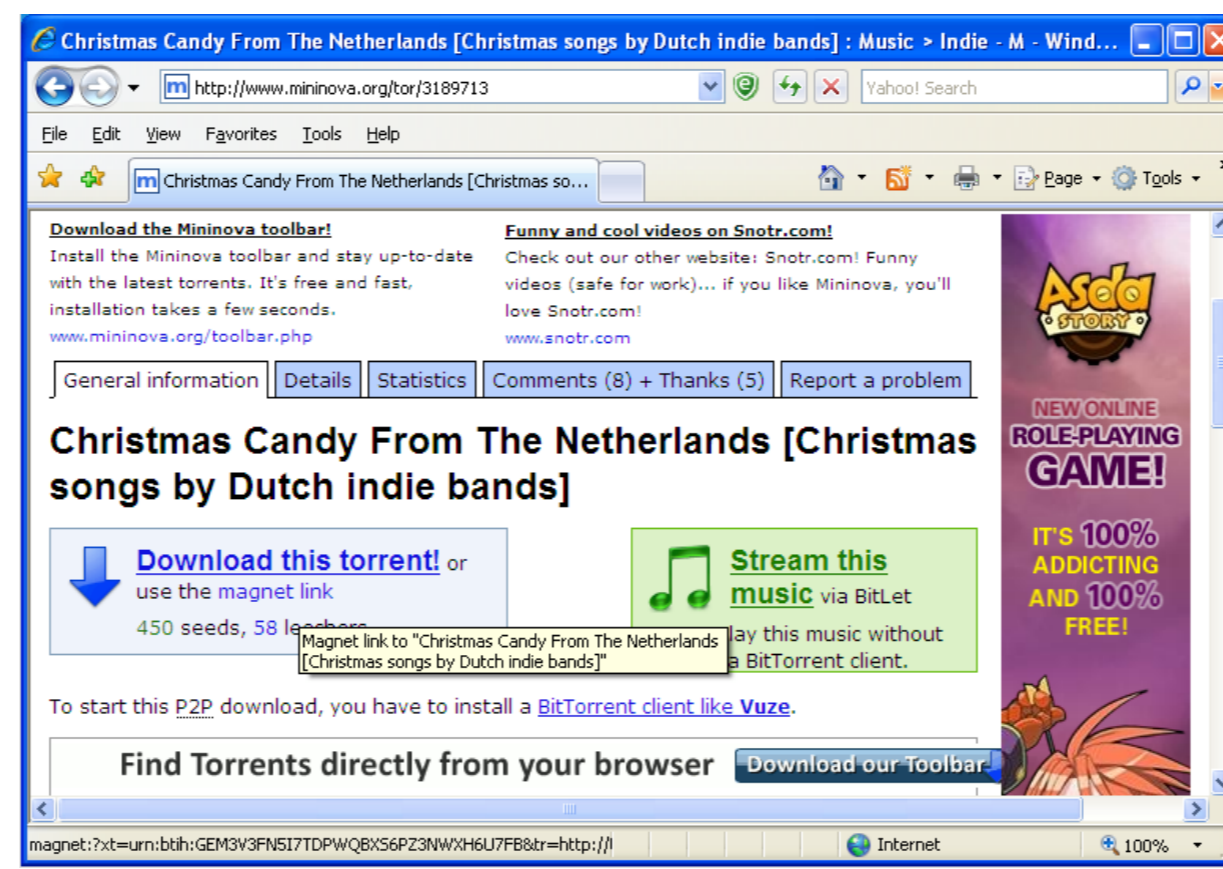 Christmas Candy From The Netherlands [Christmas songs by Dutch indie bands] : Music > Indie - M - Wind...
http://www.mininova.org/tor/3189713
Yahoo! Search
File Edit View Favorites Tools Help
Christmas Candy From The Netherlands [Christmas so...
Page Tools
Download the Mininova toolbar!
Install the Mininova toolbar and stay up-to-date
with the latest torrents. It's free and fast,
installation takes a few seconds.
www.mininova.org/toolbar.php
Funny and cool videos on Snotr.com!
Check out our other website: Snotr.com! Funny
videos (safe for work)... if you like Mininova, you'll
love Snotr.com!
www.snotr.com
General information Details Statistics Comments (8) + Thanks (5) Report a problem
Christmas Candy From The Netherlands [Christmas
songs by Dutch indie bands]
Download this torrent! or
use the magnet link
450 seeds, 58
Magnet link to "Christmas Candy From The Netherlands
[Christmas songs by Dutch indie bands]"
Stream this
music via BitLet
lay this music without
a BitTorrent client.
To start this P2P download, you have to install a BitTorrent client like Vuze.
Find Torrents directly from your browser Download our Toolbar
Asda
STORY
NEW ONLINE
ROLE-PLAYING
GAME!
IT'S 100%
ADDICTING
AND 100%
FREE!
magnet:?xt=urn:btih:GEM3V3FN5I7TDPWQBXS6PZ3NWXH6U7FB&tr=http://
Internet
100%